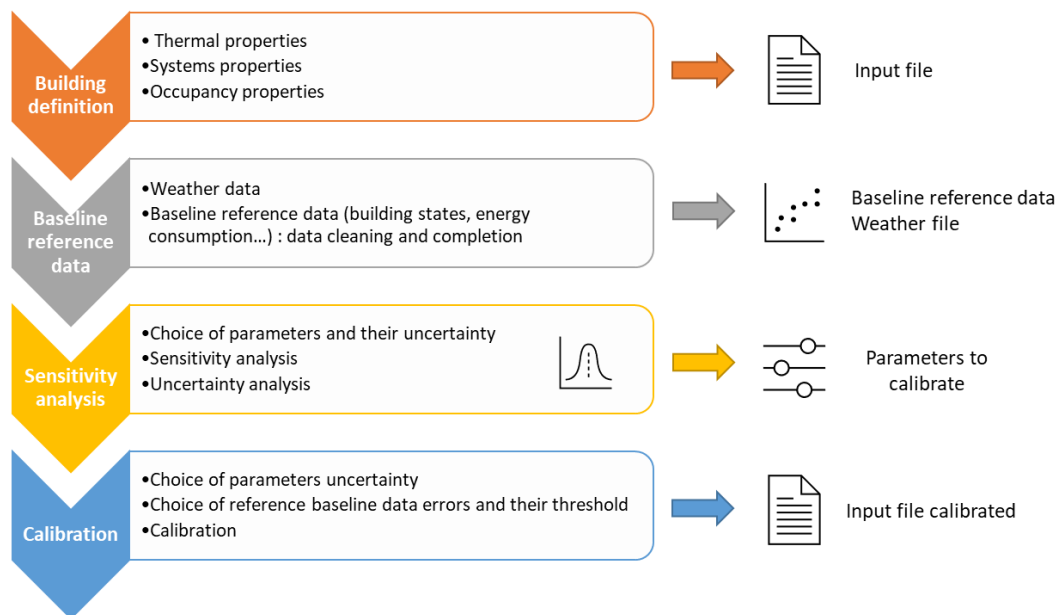 Building
definition
• Thermal properties
•Systems properties
•Occupancy properties
Input file
Baseline
reference
data
•Weather data
•Baseline reference data (building states, energy
consumption…) : data cleaning and completion
Baseline reference data
Weather file
Sensitivity
analysis
•Choice of parameters and their uncertainty
•Sensitivity analysis
•Uncertainty analysis
Parameters to
calibrate
Calibration
•Choice of parameters uncertainty
•Choice of reference baseline data errors and their threshold
•Calibration
Input file calibrated